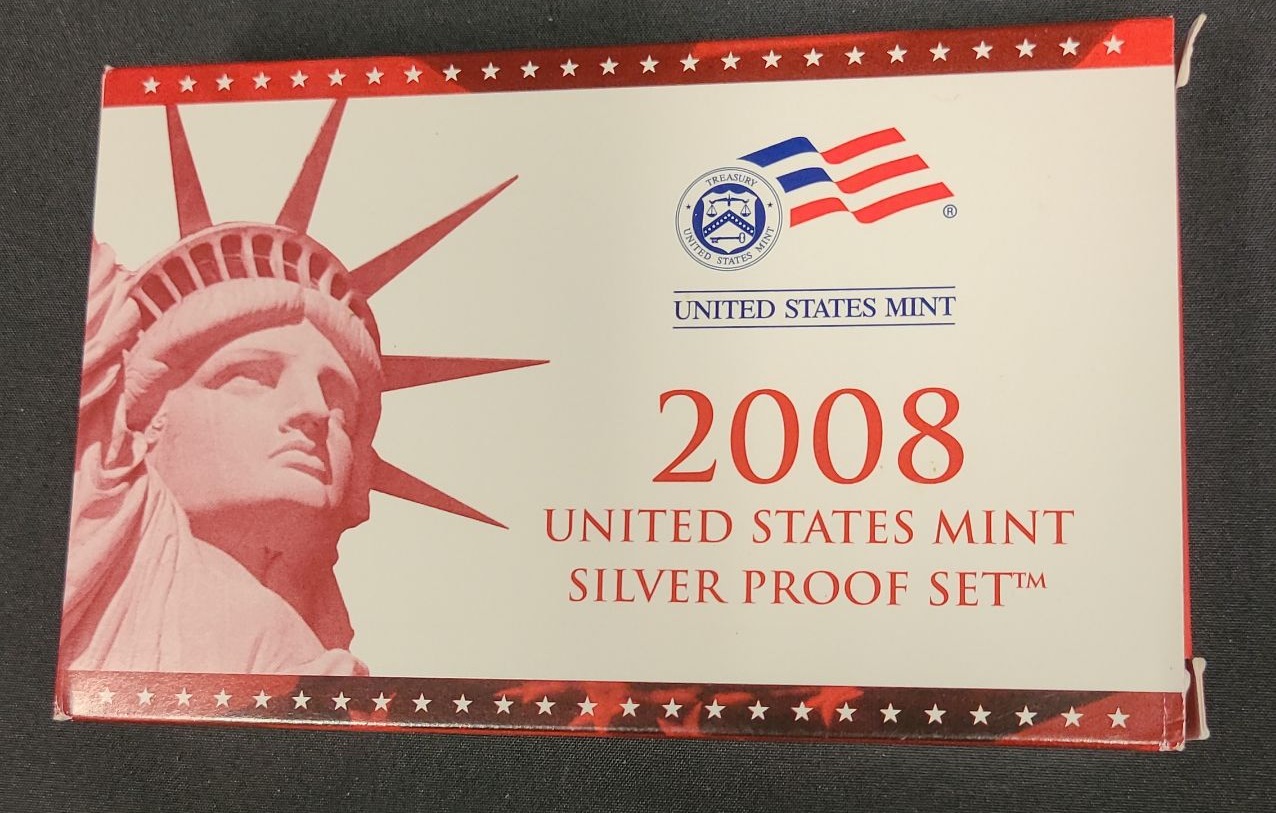 TREASURY
UNITED STATES MINT
®
UNITED STATES MINT
2008
UNITED STATES MINT
SILVER PROOF SET™